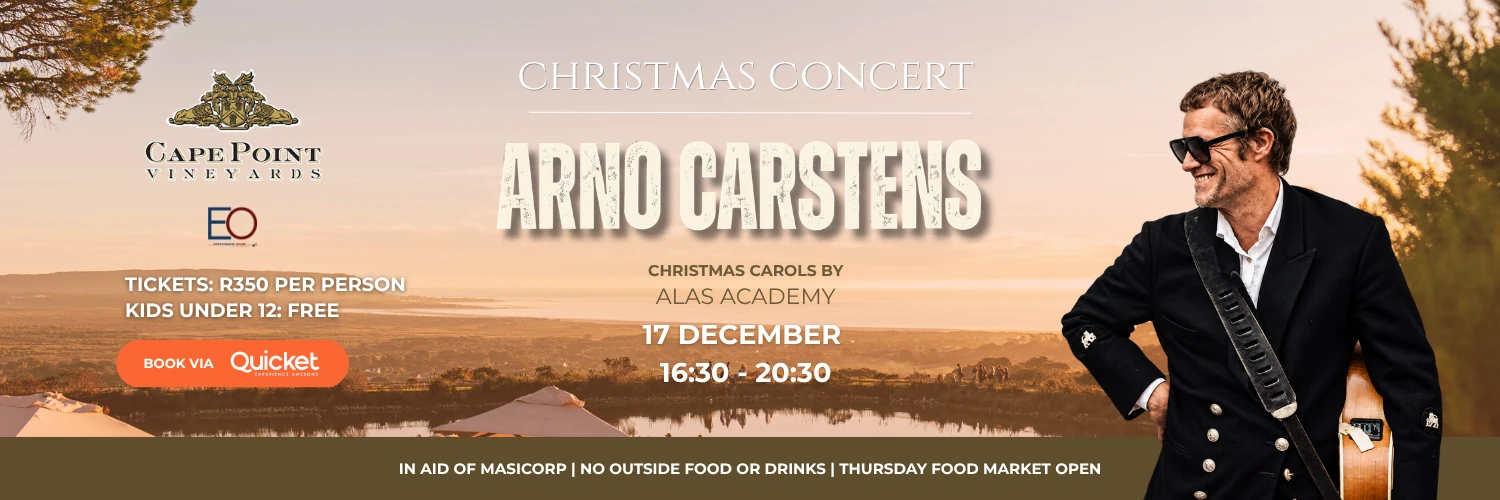 CAPE POINT
VINEYARDS
EO
TICKETS: R350 PER PERSON
KIDS UNDER 12: FREE
BOOK VIA Quicket
EXPERIENCE AWESOME
CHRISTMAS CONCERT
ARNO CARSTENS
CHRISTMAS CAROLS BY
ALAS ACADEMY
17 DECEMBER
16:30 - 20:30
IN AID OF MASICORP | NO OUTSIDE FOOD OR DRINKS | THURSDAY FOOD MARKET OPEN